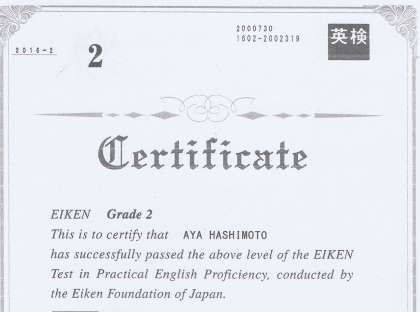 2016-2
2
2000730
1602-2002319
英検
Certificate
EIKEN Grade 2
This is to certify that AYA HASHIMOTO
has successfully passed the above level of the EIKEN
Test in Practical English Proficiency, conducted by
the Eiken Foundation of Japan.